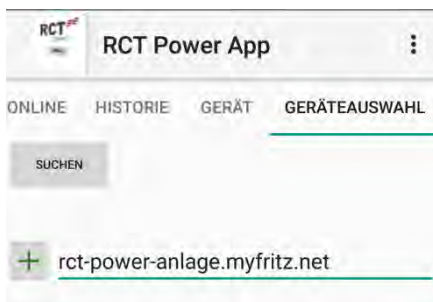 RCT
RCT Power App
ONLINE HISTORIE GERÄT GERÄTEAUSWAHL
SUCHEN
+ rct-power-anlage.myfritz.net